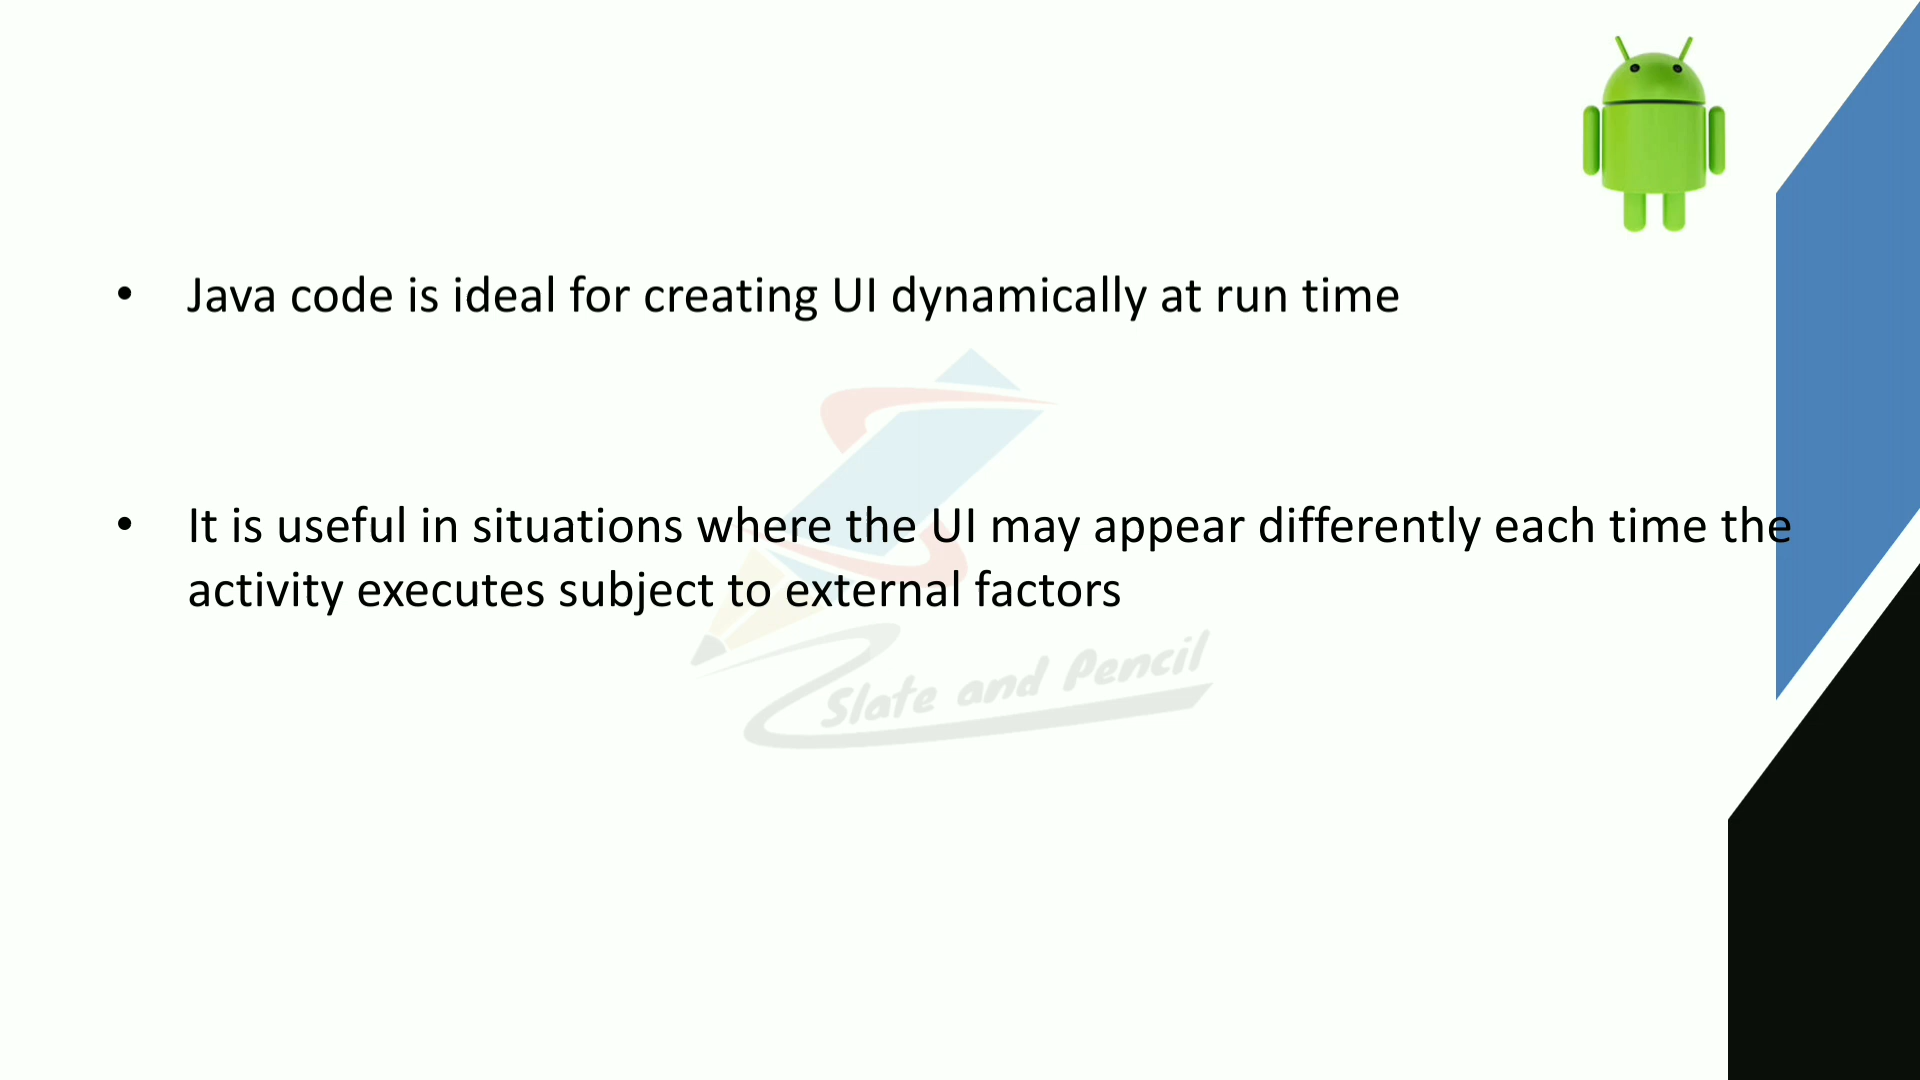 • Java code is ideal for creating UI dynamically at run time
• It is useful in situations where the UI may appear differently each time the
activity executes subject to external factors
Slate and Pencil